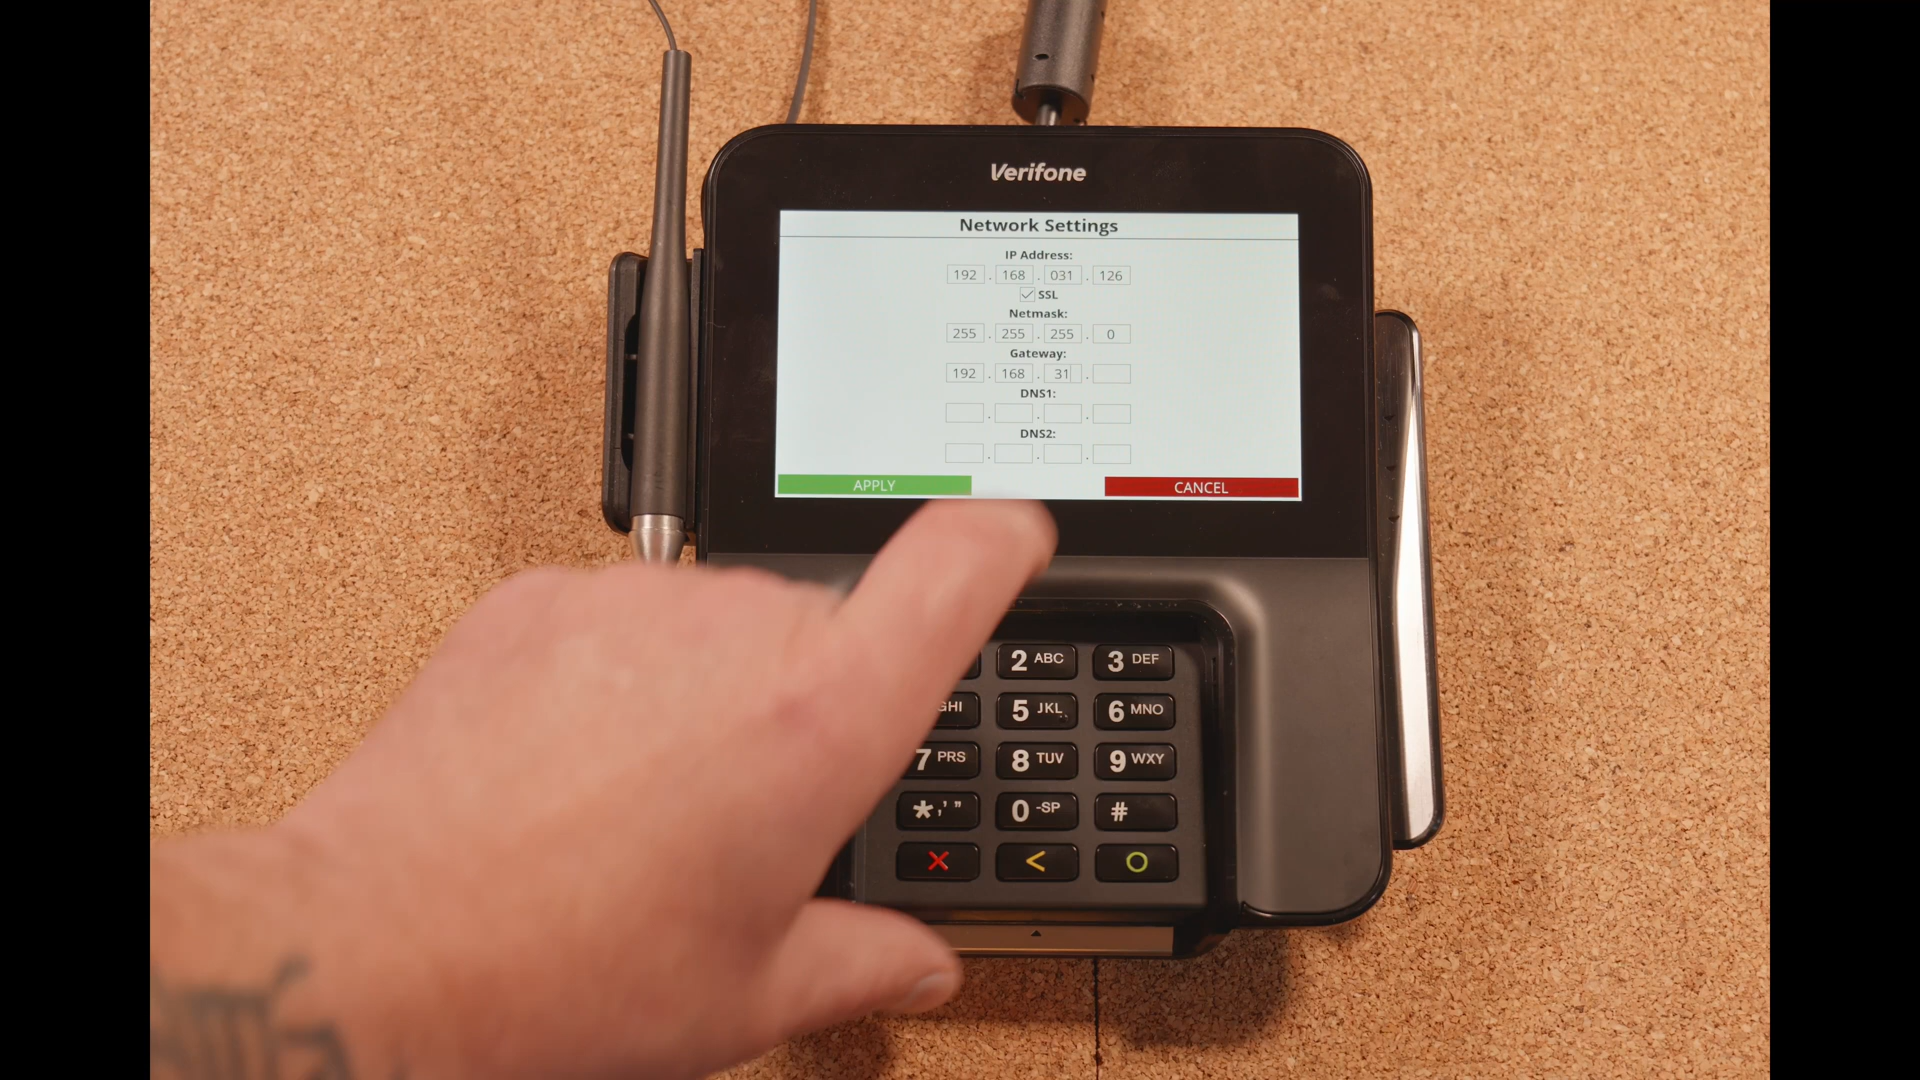 Verifone
Network Settings
IP Address:
192 . 168 . 031 . 126
SSL
Netmask:
255 . 255 . 255 . 0
Gateway:
192 . 168 . 31 .
DNS1:
. . .
DNS2:
. . .
APPLY CANCEL
2 ABC 3 DEF
GHI 5 JKL 6 MNO
7 PRS 8 TUV 9 WXY
*,'" 0 -SP #